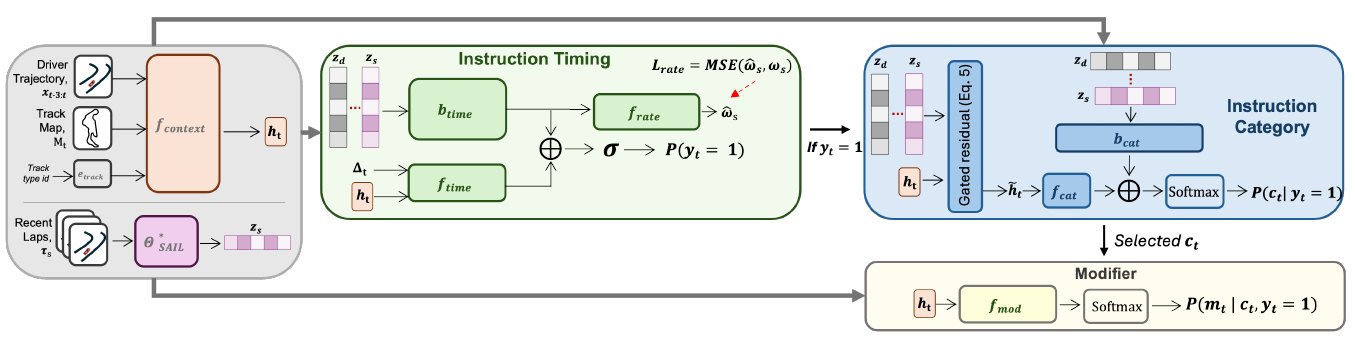 Driver
Trajectory,
x_{t-3:t}
Track
Map,
M_t
Track
type id
e_track
f_context
h_t
Recent
Laps,
τ_s
Θ*_SAIL
z_s
Instruction Timing
z_d z_s
...
b_time
L_rate = MSE(ω̂_s, ω_s)
f_rate
ω̂_s
Δ_t
h_t
f_time
⊕
σ
P(y_t = 1)
If y_t = 1
z_d z_s
...
h_t
Gated residual (Eq. 5)
h̃_t
f_cat
z_d
z_s
b_cat
Instruction
Category
⊕
Softmax
P(c_t| y_t = 1)
Selected c_t
Modifier
h_t
f_mod
Softmax
P(m_t | c_t, y_t = 1)